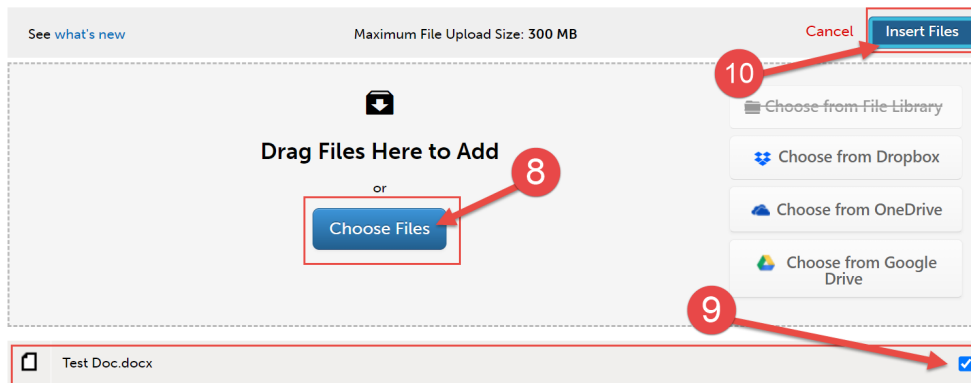 See what's new
Maximum File Upload Size: 300 MB
Cancel
Insert Files
10
Choose from File Library
Drag Files Here to Add
8
Choose from Dropbox
or
Choose Files
Choose from OneDrive
Choose from Google
Drive
9
Test Doc.docx